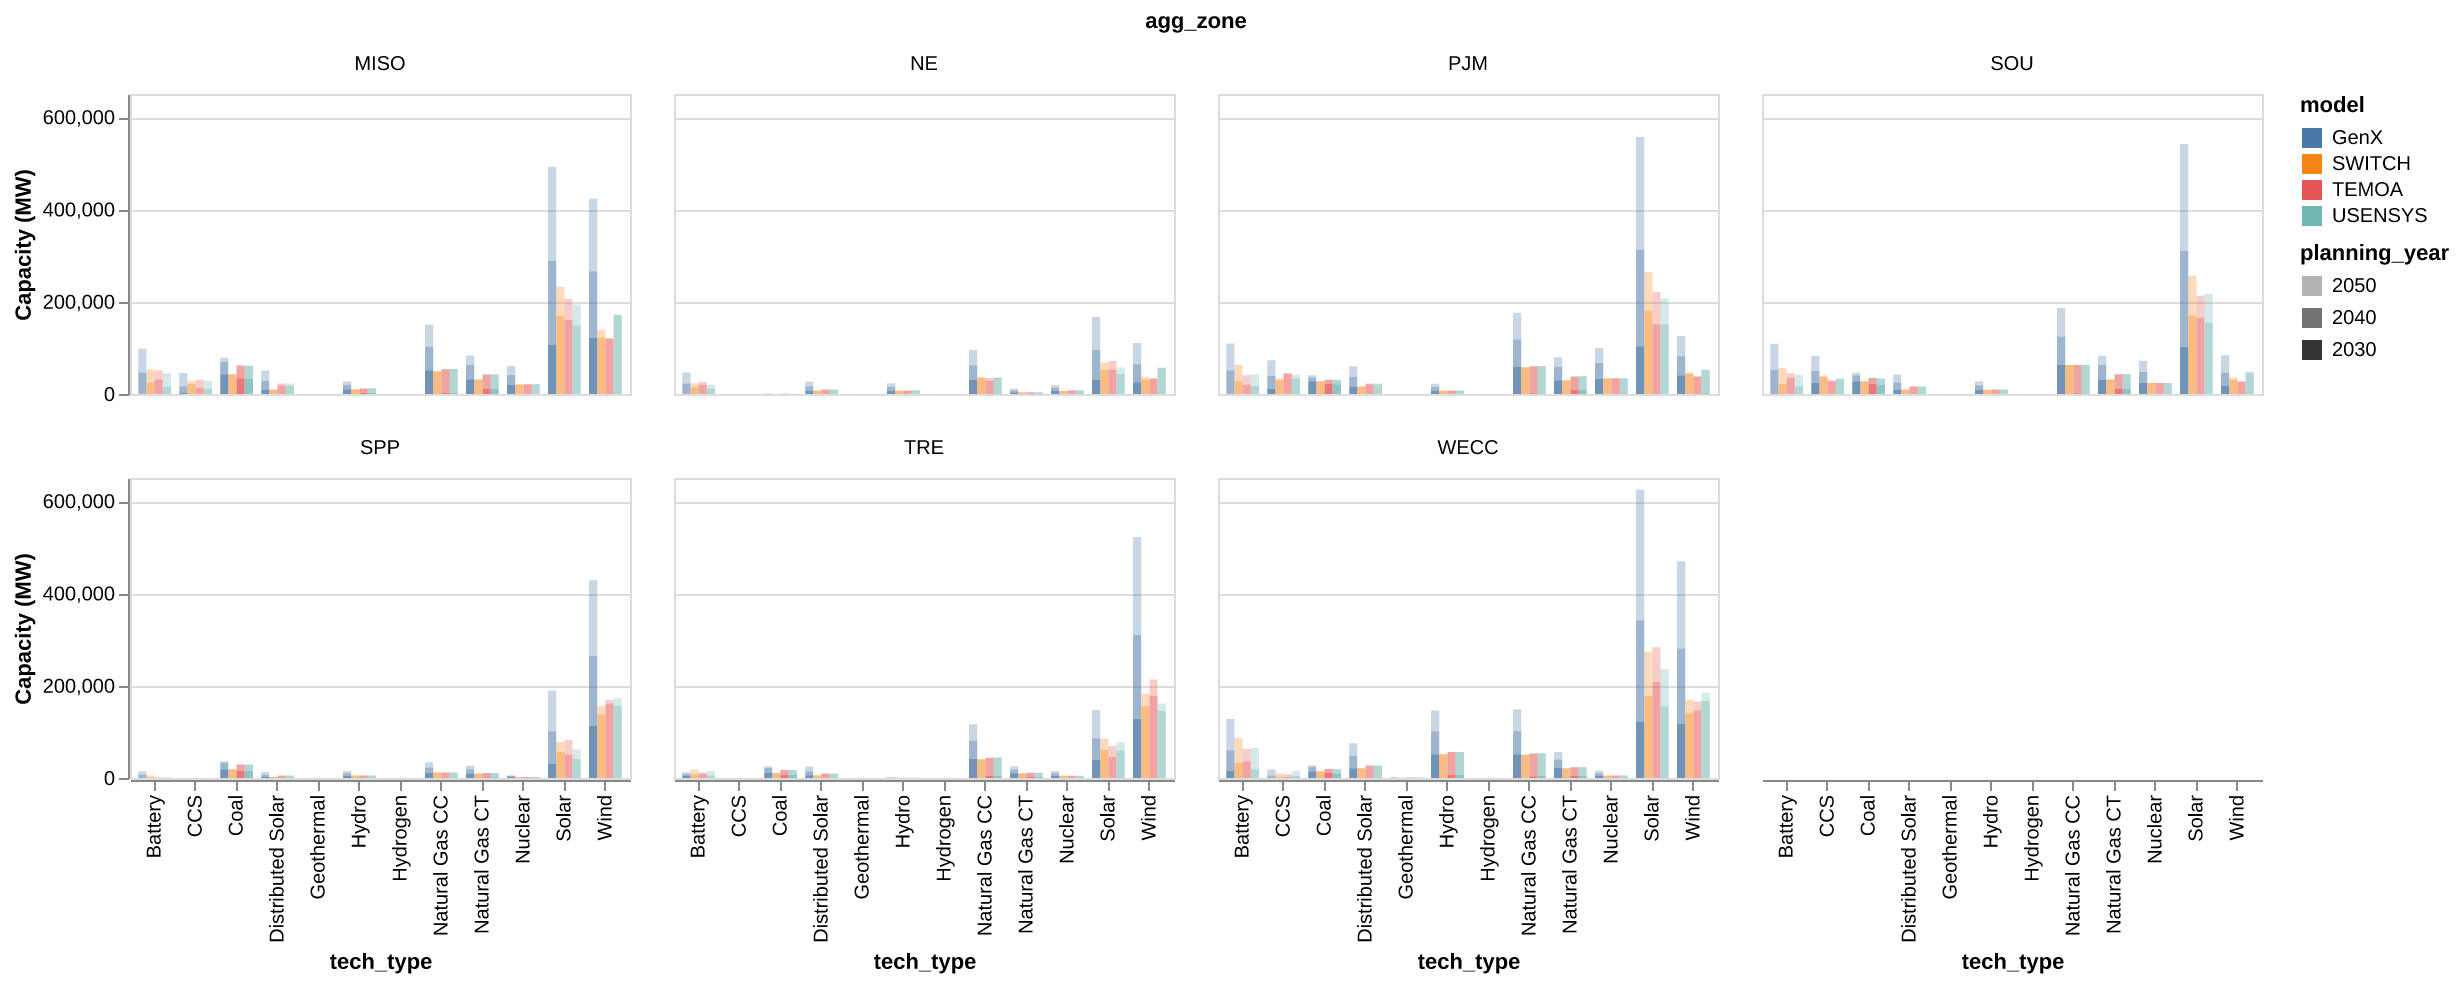 agg_zone
MISO
NE
PJM
SOU
Capacity (MW)
600,000
400,000
200,000
0
model
GenX
SWITCH
TEMOA
USENSYS
planning_year
2050
2040
2030
SPP
TRE
WECC
Capacity (MW)
600,000
400,000
200,000
0
Battery
CCS
Coal
Distributed Solar
Geothermal
Hydro
Hydrogen
Natural Gas CC
Natural Gas CT
Nuclear
Solar
Wind
tech_type
Battery
CCS
Coal
Distributed Solar
Geothermal
Hydro
Hydrogen
Natural Gas CC
Natural Gas CT
Nuclear
Solar
Wind
tech_type
Battery
CCS
Coal
Distributed Solar
Geothermal
Hydro
Hydrogen
Natural Gas CC
Natural Gas CT
Nuclear
Solar
Wind
tech_type
Battery
CCS
Coal
Distributed Solar
Geothermal
Hydro
Hydrogen
Natural Gas CC
Natural Gas CT
Nuclear
Solar
Wind
tech_type